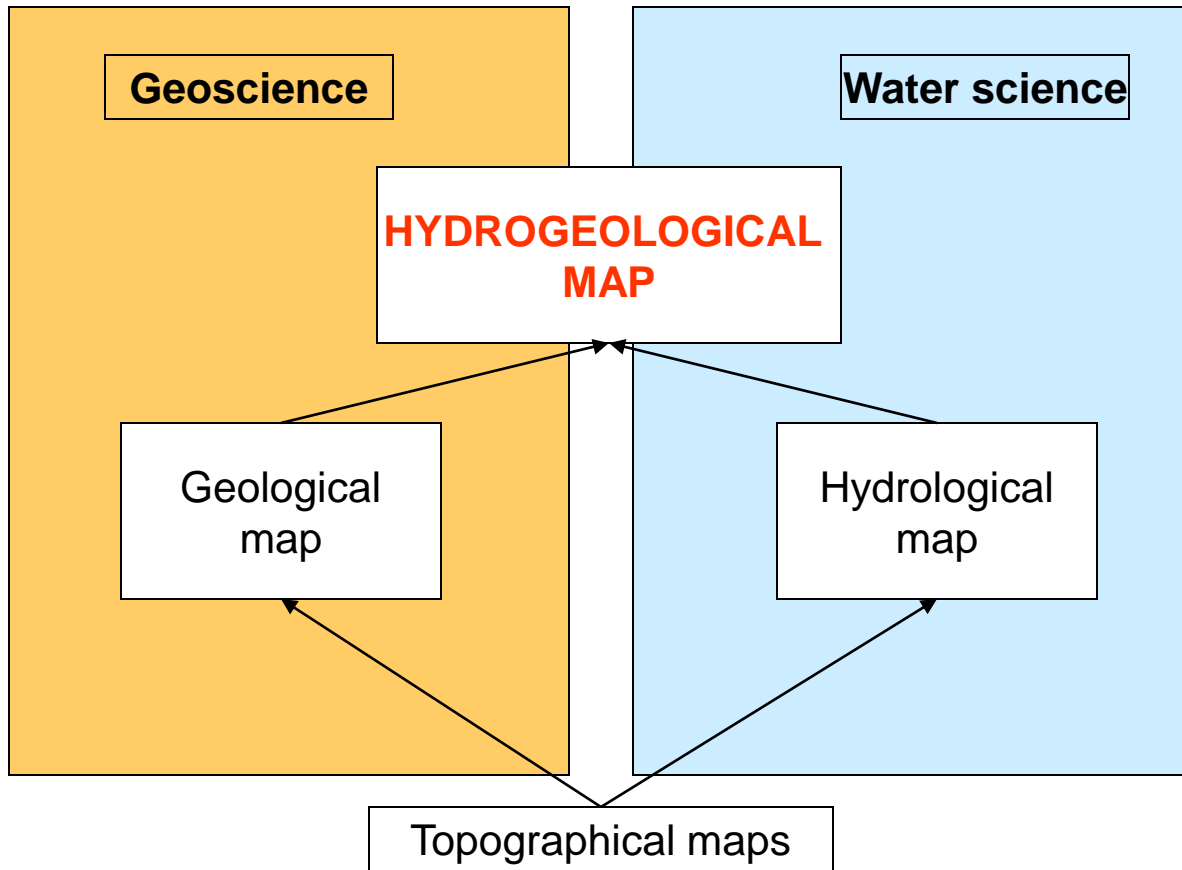 Geoscience
Water science
HYDROGEOLOGICAL
MAP
Geological
map
Hydrological
map
Topographical maps